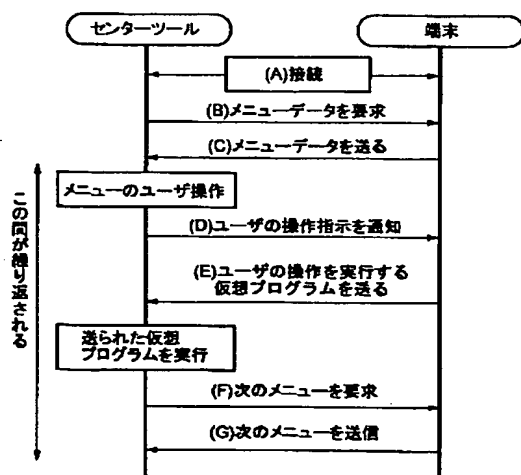 センターツール
端末
(A)接続
(B)メニューデータを要求
(C)メニューデータを送る
メニューのユーザ操作
(D)ユーザの操作指示を通知
(E)ユーザの操作を実行する
仮想プログラムを送る
送られた仮想
プログラムを実行
(F)次のメニューを要求
(G)次のメニューを送信
この間が繰り返される